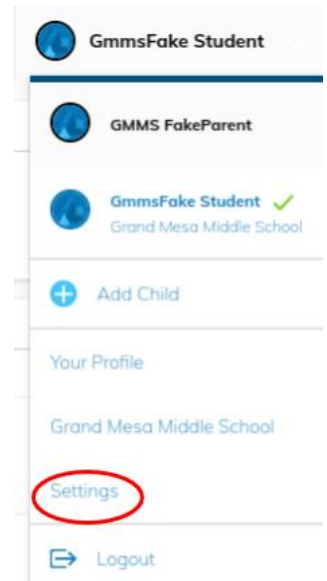 GmmsFake Student
GMMS FakeParent
GmmsFake Student
Grand Mesa Middle School
Add Child
Your Profile
Grand Mesa Middle School
Settings
Logout